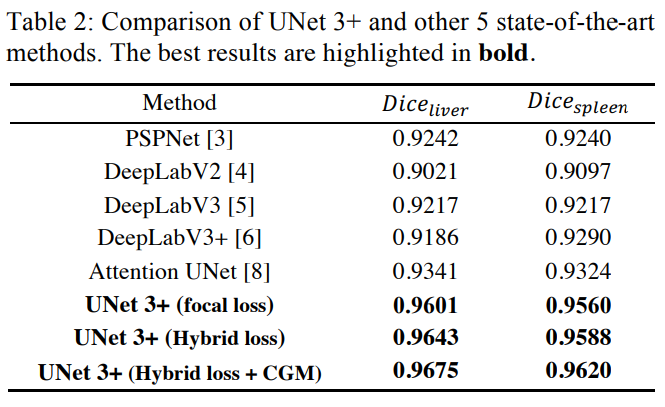 Table 2: Comparison of UNet 3+ and other 5 state-of-the-art
methods. The best results are highlighted in bold.
Method Dice_liver Dice_spleen
PSPNet [3] 0.9242 0.9240
DeepLabV2 [4] 0.9021 0.9097
DeepLabV3 [5] 0.9217 0.9217
DeepLabV3+ [6] 0.9186 0.9290
Attention UNet [8] 0.9341 0.9324
UNet 3+ (focal loss) 0.9601 0.9560
UNet 3+ (Hybrid loss) 0.9643 0.9588
UNet 3+ (Hybrid loss + CGM) 0.9675 0.9620